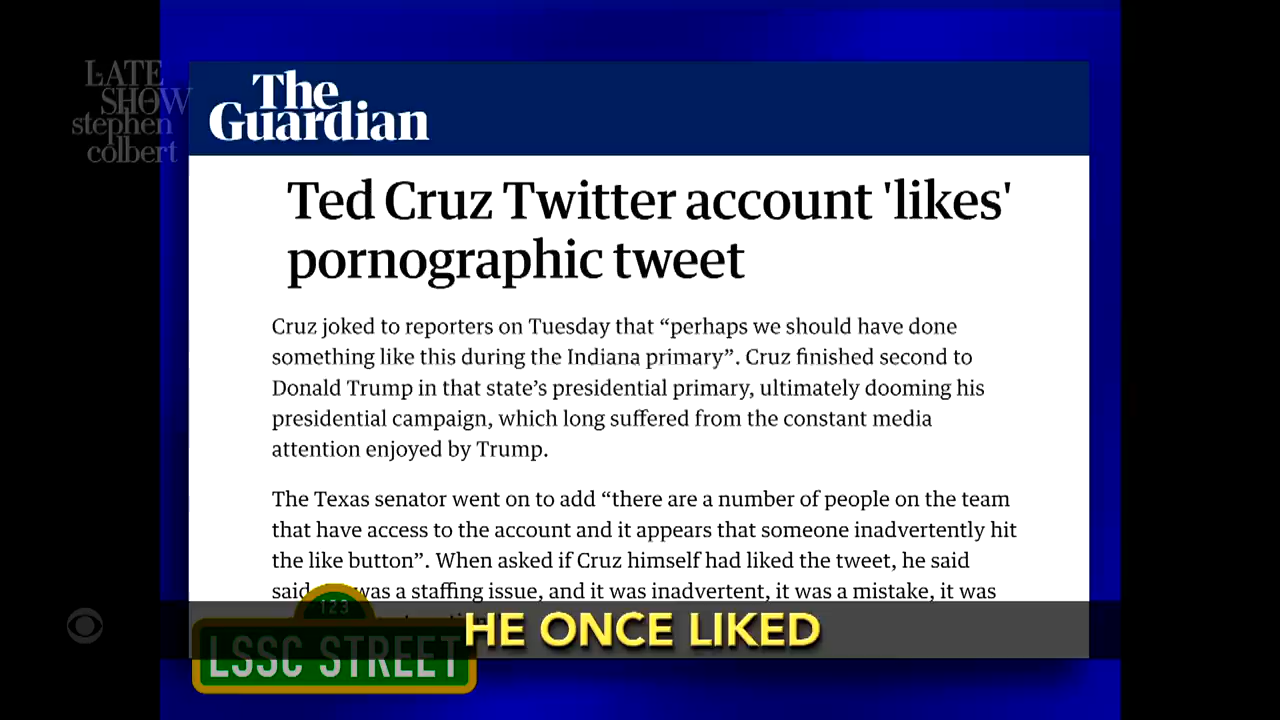 LATE
SHOW
stephen
colbert
The
Guardian
Ted Cruz Twitter account 'likes'
pornographic tweet
Cruz joked to reporters on Tuesday that “perhaps we should have done
something like this during the Indiana primary”. Cruz finished second to
Donald Trump in that state’s presidential primary, ultimately dooming his
presidential campaign, which long suffered from the constant media
attention enjoyed by Trump.
The Texas senator went on to add “there are a number of people on the team
that have access to the account and it appears that someone inadvertently hit
the like button”. When asked if Cruz himself had liked the tweet, he said
said was a staffing issue, and it was inadvertent, it was a mistake, it was
123
HE ONCE LIKED
LSSC STREET